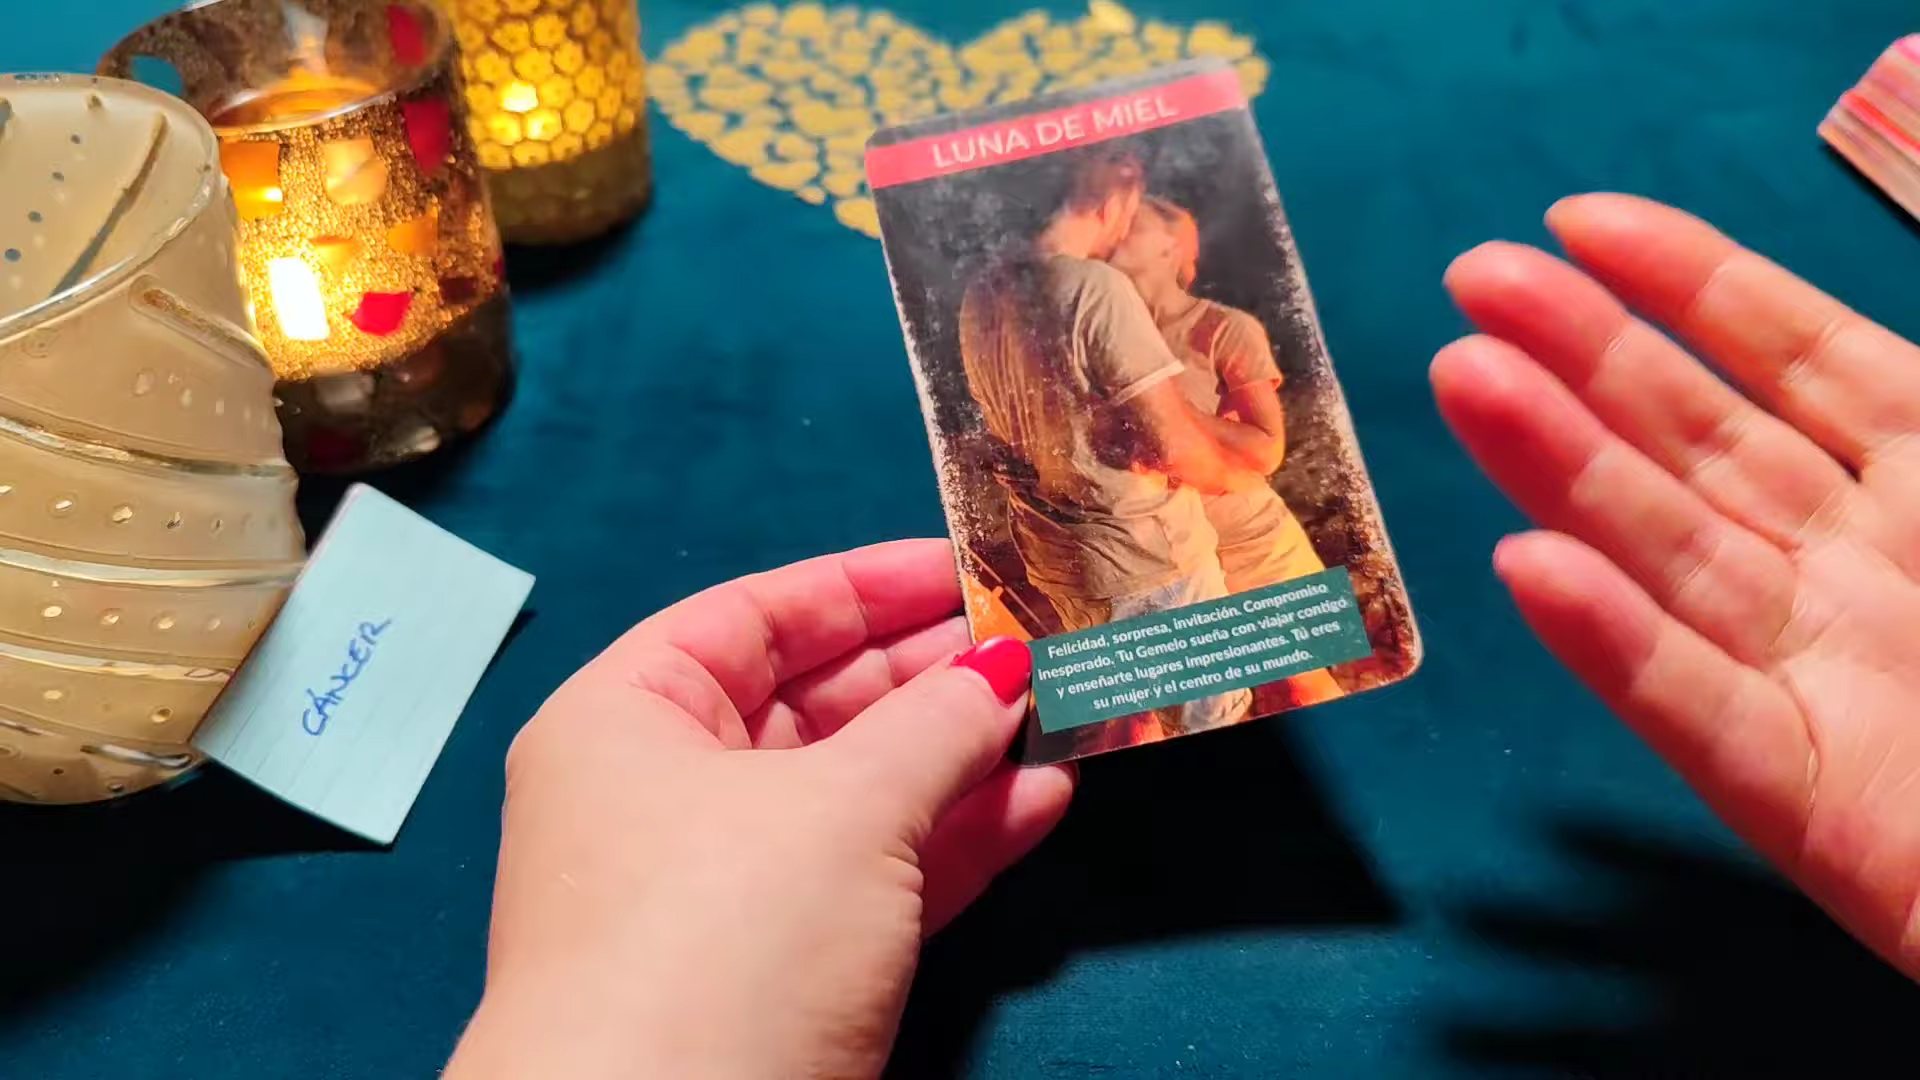 LUNA DE MIEL
Felicidad, sorpresa, invitación. Compromiso
inesperado. Tu Gemelo sueña con viajar contigo
y enseñarte lugares impresionantes. Tú eres
su mujer y el centro de su mundo.
CÁNCER